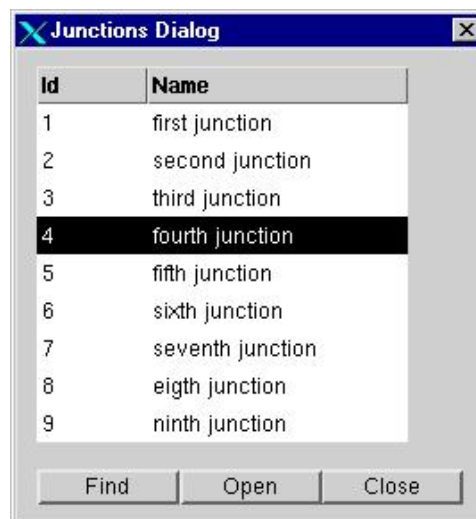 Junctions Dialog
Id Name
1 first junction
2 second junction
3 third junction
4 fourth junction
5 fifth junction
6 sixth junction
7 seventh junction
8 eigth junction
9 ninth junction
Find Open Close